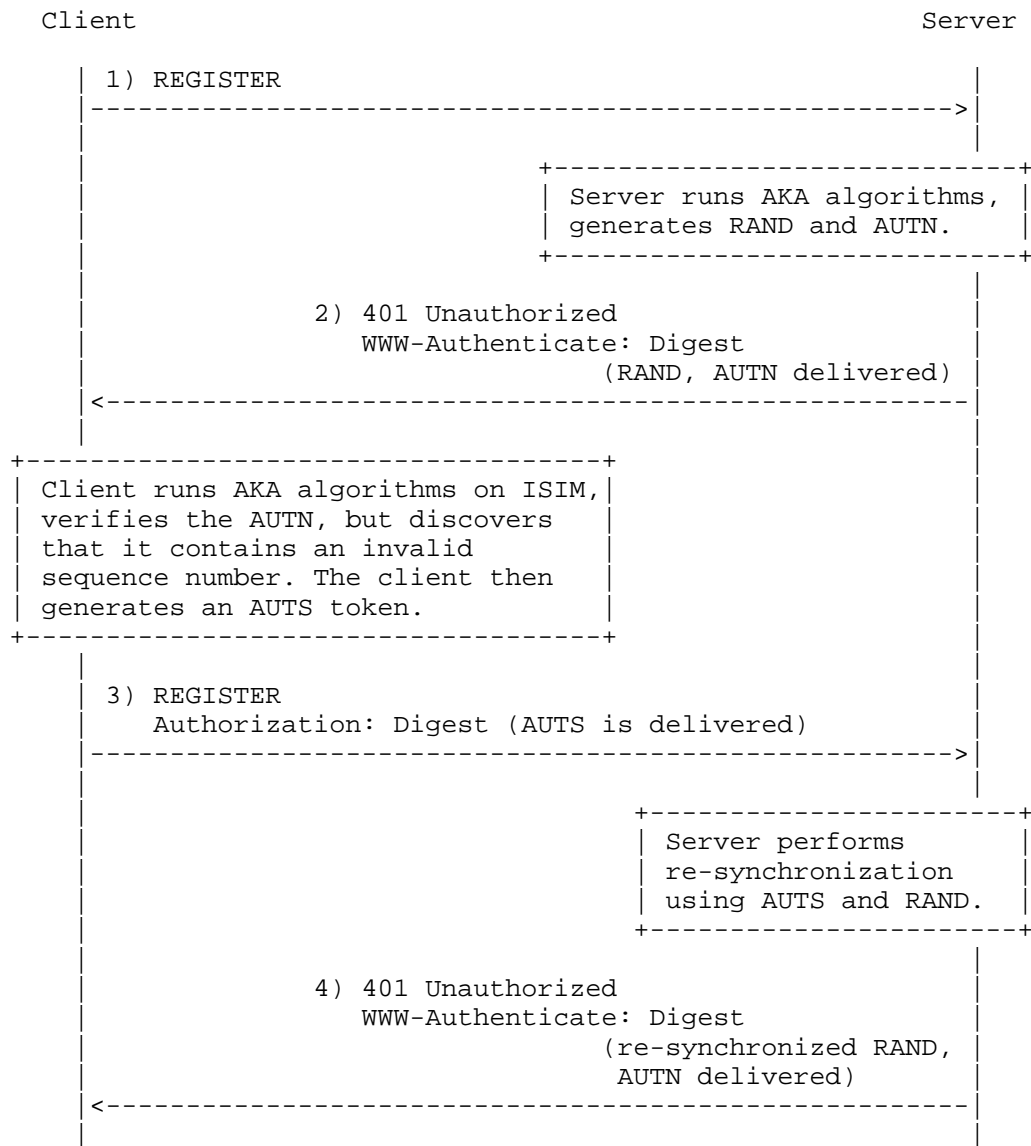 Client Server
1) REGISTER
Server runs AKA algorithms,
generates RAND and AUTN.
2) 401 Unauthorized
WWW-Authenticate: Digest
(RAND, AUTN delivered)
Client runs AKA algorithms on ISIM,
verifies the AUTN, but discovers
that it contains an invalid
sequence number. The client then
generates an AUTS token.
3) REGISTER
Authorization: Digest (AUTS is delivered)
Server performs
re-synchronization
using AUTS and RAND.
4) 401 Unauthorized
WWW-Authenticate: Digest
(re-synchronized RAND,
AUTN delivered)